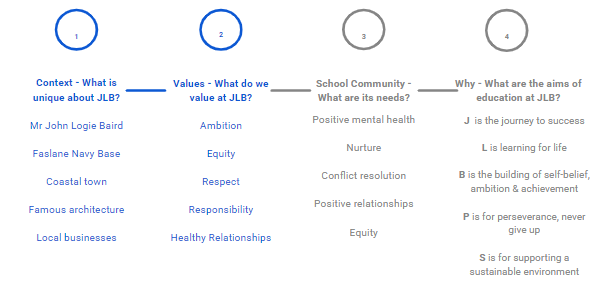 1
2
3
4
Context - What is
unique about JLB?
Mr John Logie Baird
Faslane Navy Base
Coastal town
Famous architecture
Local businesses
Values - What do we
value at JLB?
Ambition
Equity
Respect
Responsibility
Healthy Relationships
School Community -
What are its needs?
Positive mental health
Nurture
Conflict resolution
Positive relationships
Equity
Why - What are the aims of
education at JLB?
J is the journey to success
L is learning for life
B is the building of self-belief,
ambition & achievement
P is for perseverance, never
give up
S is for supporting a
sustainable environment